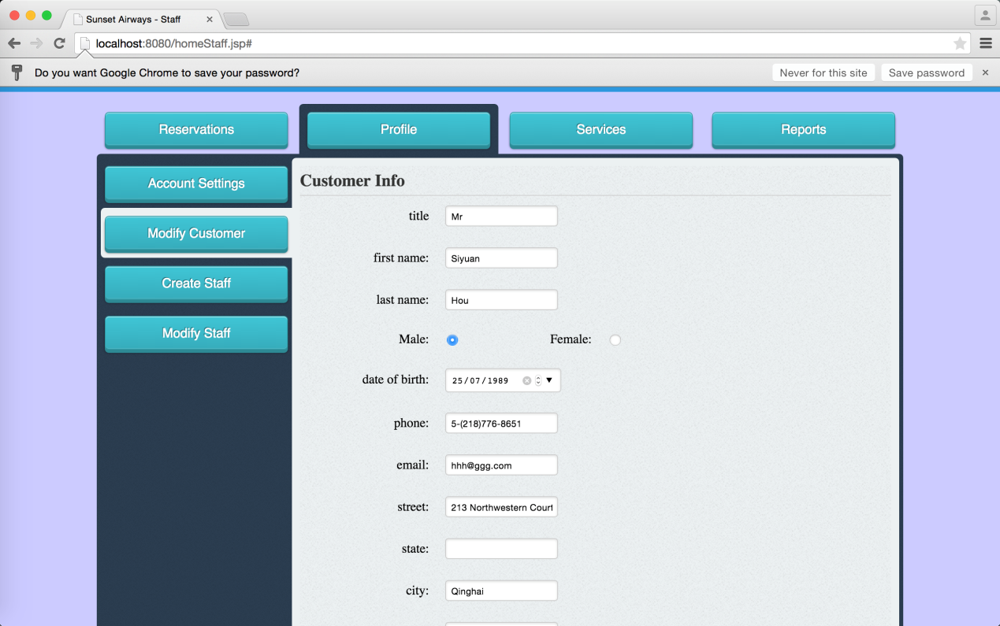 Sunset Airways - Staff
localhost:8080/homeStaff.jsp#
Do you want Google Chrome to save your password? Never for this site Save password
Reservations Profile Services Reports
Account Settings
Modify Customer
Create Staff
Modify Staff
Customer Info
title Mr
first name: Siyuan
last name: Hou
Male: Female:
date of birth: 25/07/1989
phone: 5-(218)776-8651
email: hhh@ggg.com
street: 213 Northwestern Court
state:
city: Qinghai